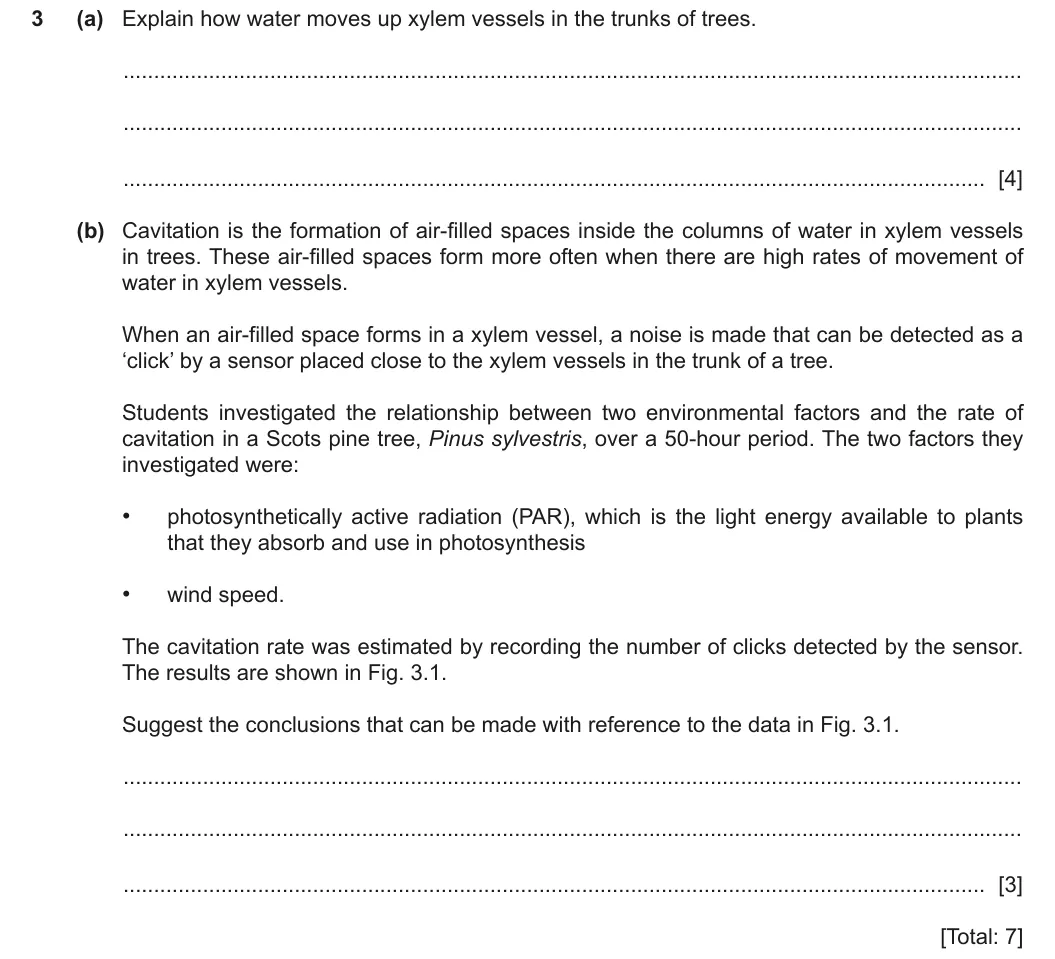 3 (a) Explain how water moves up xylem vessels in the trunks of trees.
..........................................................................................................................................................
..........................................................................................................................................................
.................................................................................................................................................... [4]
(b) Cavitation is the formation of air-filled spaces inside the columns of water in xylem vessels
in trees. These air-filled spaces form more often when there are high rates of movement of
water in xylem vessels.
When an air-filled space forms in a xylem vessel, a noise is made that can be detected as a
‘click’ by a sensor placed close to the xylem vessels in the trunk of a tree.
Students investigated the relationship between two environmental factors and the rate of
cavitation in a Scots pine tree, Pinus sylvestris, over a 50-hour period. The two factors they
investigated were:
• photosynthetically active radiation (PAR), which is the light energy available to plants
that they absorb and use in photosynthesis
• wind speed.
The cavitation rate was estimated by recording the number of clicks detected by the sensor.
The results are shown in Fig. 3.1.
Suggest the conclusions that can be made with reference to the data in Fig. 3.1.
..........................................................................................................................................................
..........................................................................................................................................................
.................................................................................................................................................... [3]
[Total: 7]